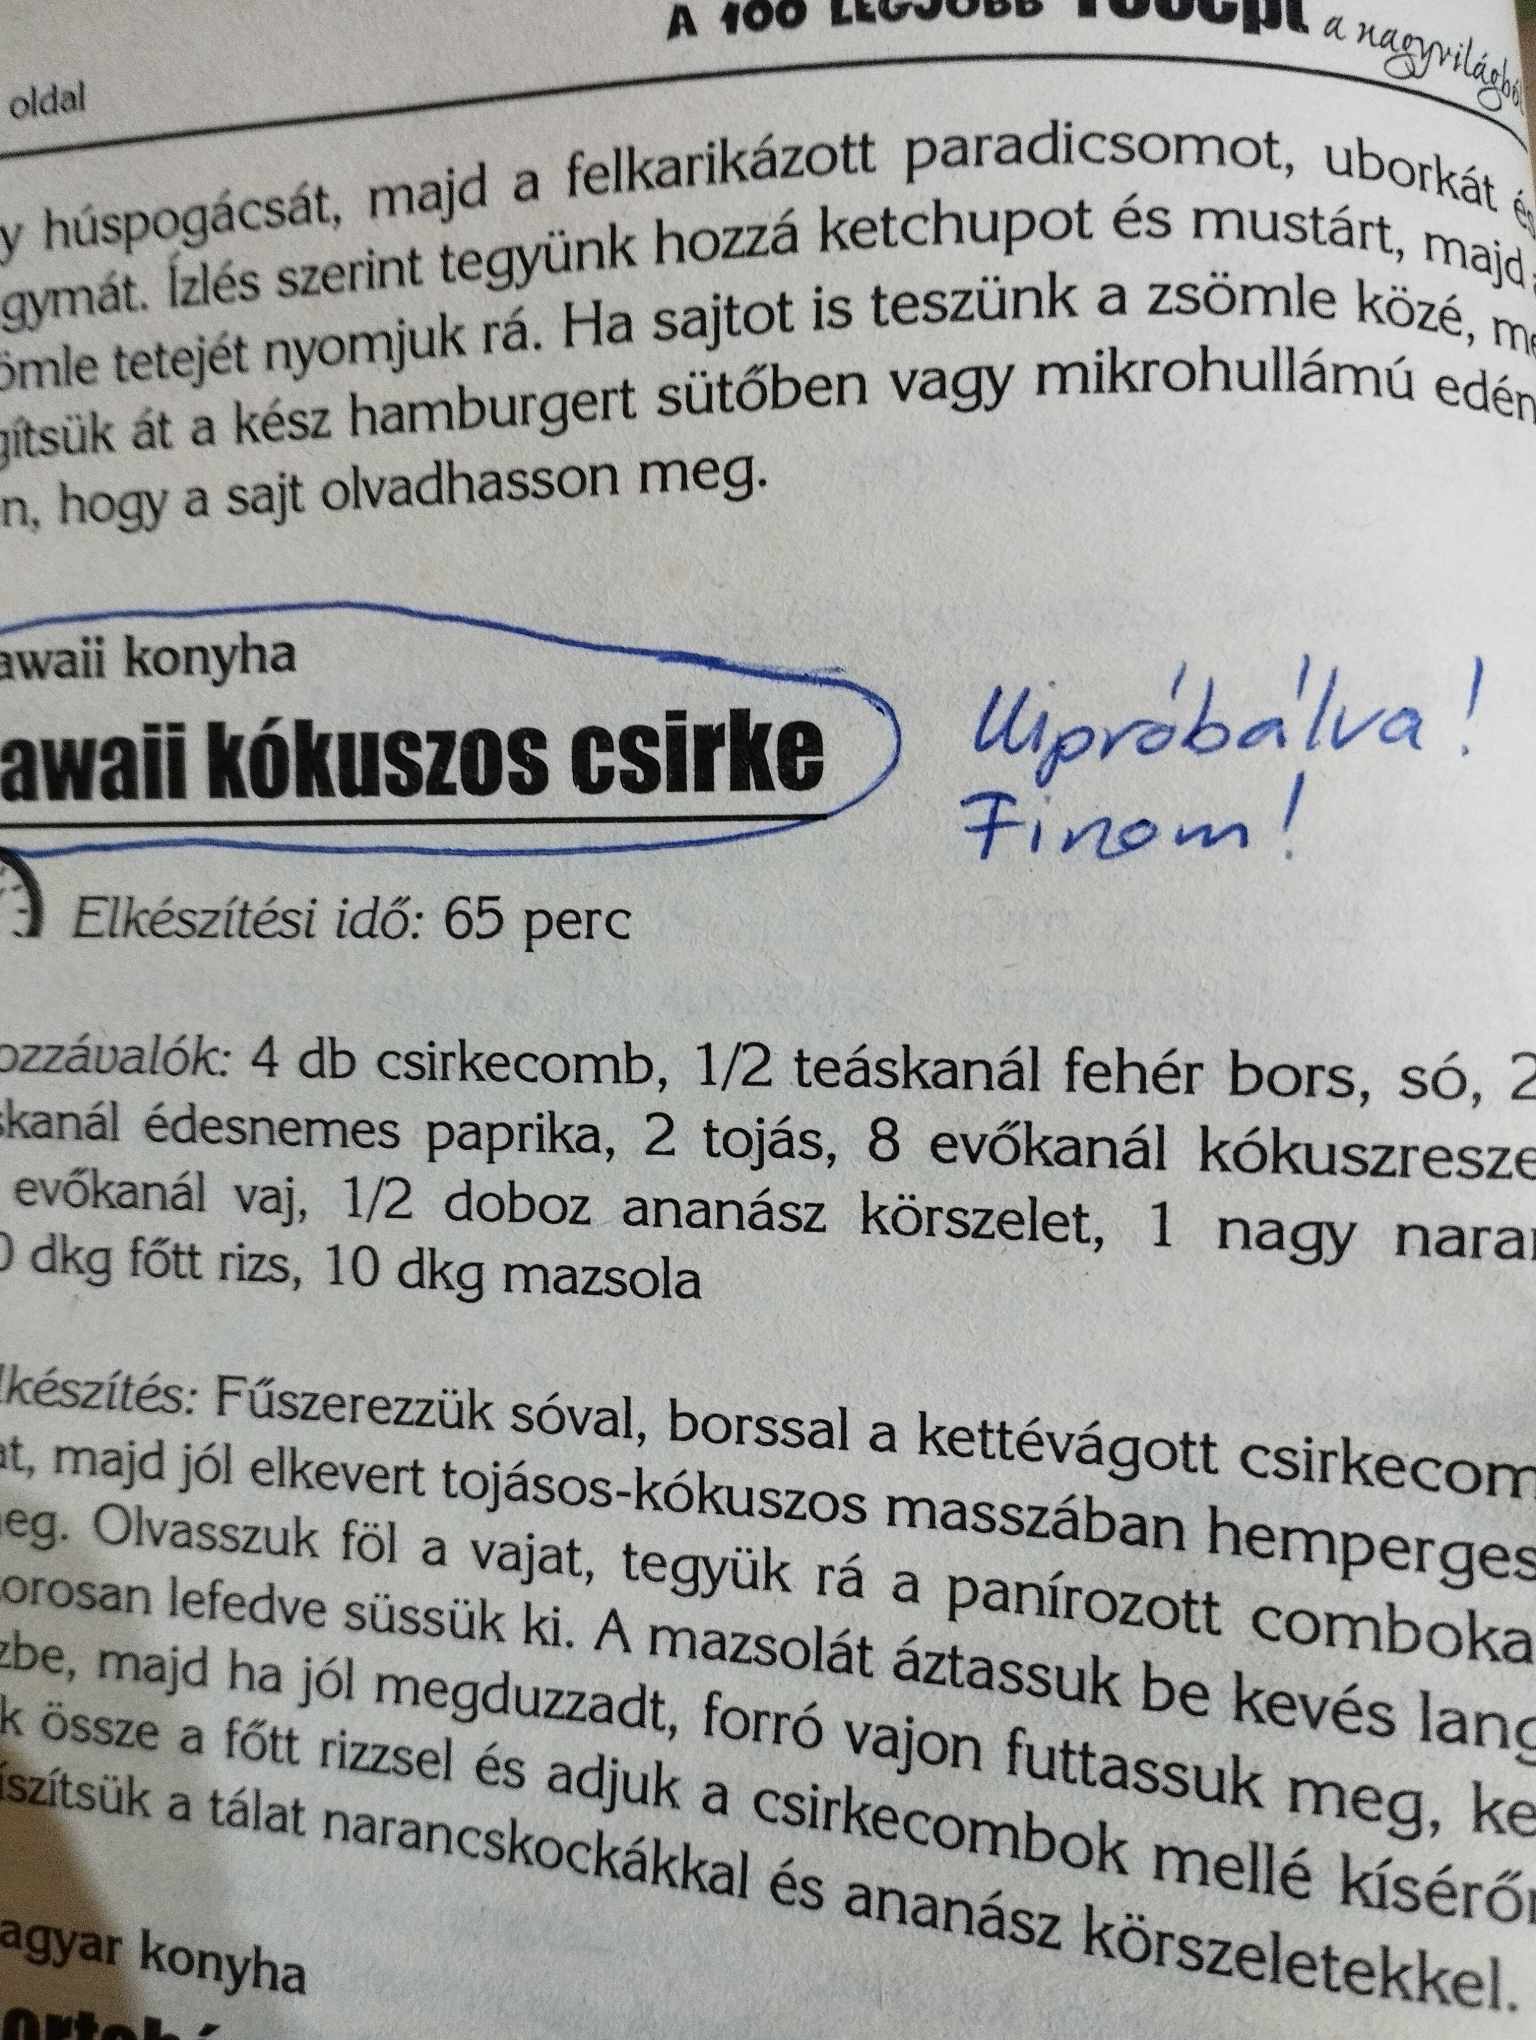 A 100 LEGJOBB recept a nagyvilágból
oldal
húspogácsát, majd a felkarikázott paradicsomot, uborkát
Ízlés szerint tegyünk hozzá ketchupot és mustárt, majd
tetejét nyomjuk rá. Ha sajtot is teszünk a zsömle közé,
át a kész hamburgert sütőben vagy mikrohullámú
hogy a sajt olvadhasson meg.
awaii konyha
awaii kókuszos csirke
Kipróbálva!
Finom!
Elkészítési idő: 65 perc
ozzávalók: 4 db csirkecomb, 1/2 teáskanál fehér bors, só, 2
skanál édesnemes paprika, 2 tojás, 8 evőkanál kókuszresze
evőkanál vaj, 1/2 doboz ananász körszelet, 1 nagy nara
dkg főtt rizs, 10 dkg mazsola
lkészítés: Fűszerezzük sóval, borssal a kettévágott csirkecom
at, majd jól elkevert tojásos-kókuszos masszában hemperges
eg. Olvasszuk föl a vajat, tegyük rá a panírozott comboka
orosan lefedve süssük ki. A mazsolát áztassuk be kevés lang
zbe, majd ha jól megduzzadt, forró vajon futtassuk meg, ke
k össze a főtt rizzsel és adjuk a csirkecombok mellé kísérő
íszítsük a tálat narancskockákkal és ananász körszeletekkel.
agyar konyha